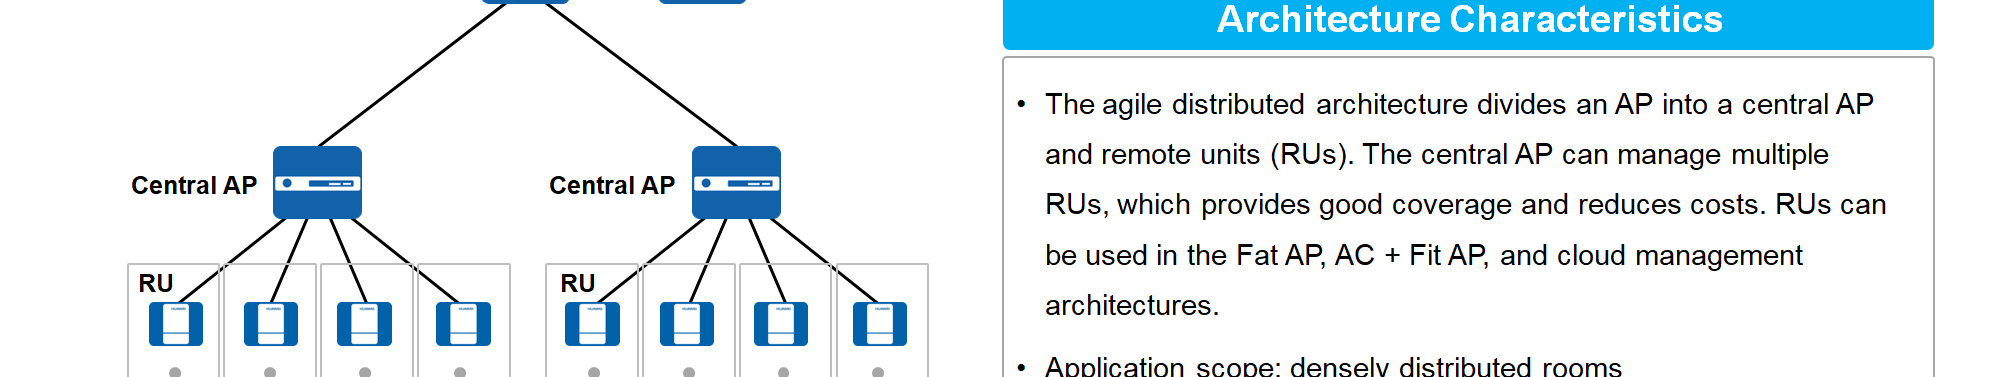 Architecture Characteristics
• The agile distributed architecture divides an AP into a central AP
and remote units (RUs). The central AP can manage multiple
RUs, which provides good coverage and reduces costs. RUs can
be used in the Fat AP, AC + Fit AP, and cloud management
architectures.
• Application scope: densely distributed rooms
Central AP
Central AP
RU
RU